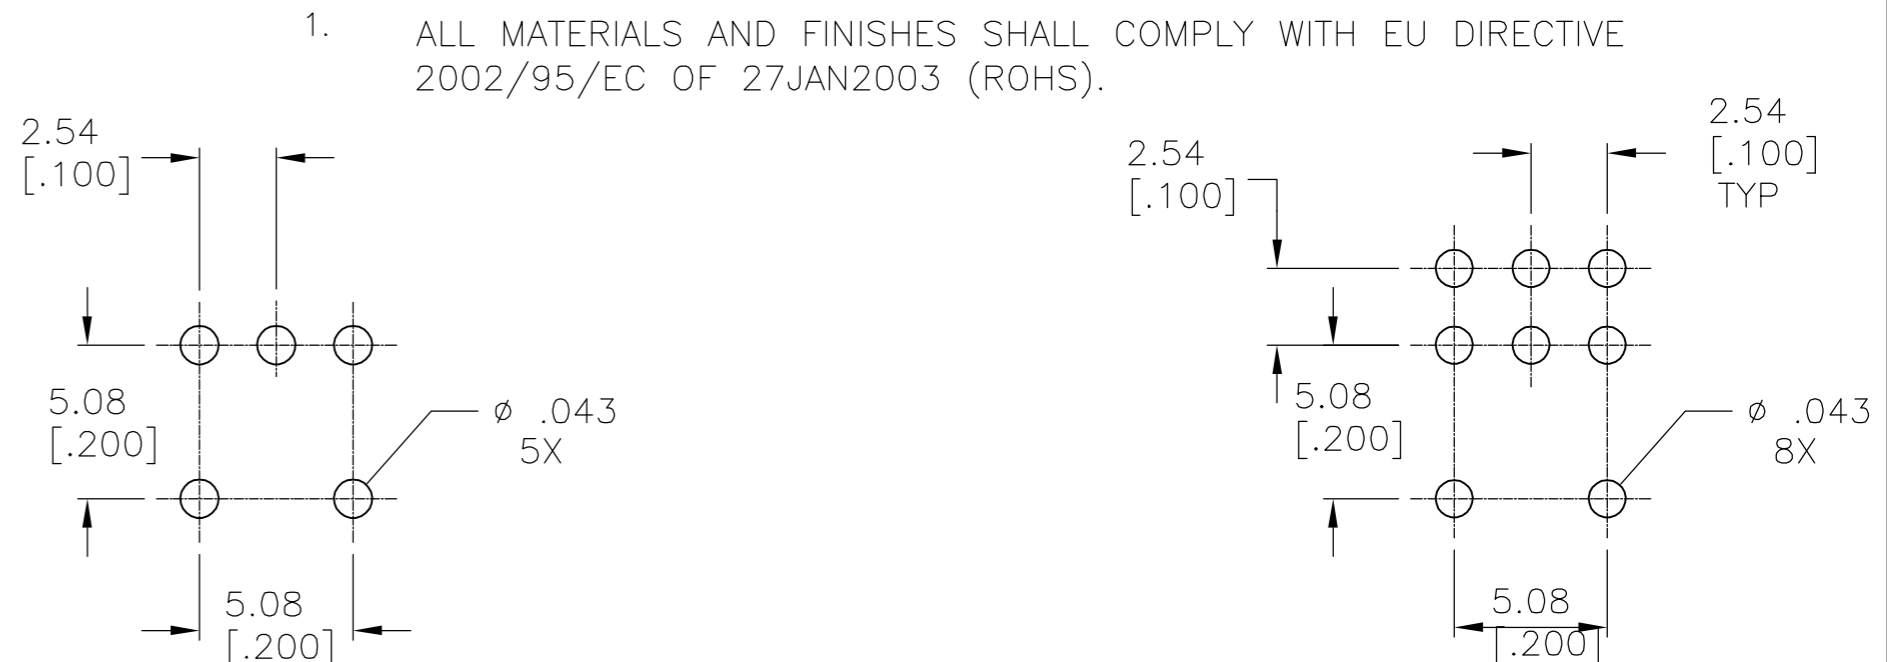 1. ALL MATERIALS AND FINISHES SHALL COMPLY WITH EU DIRECTIVE
2002/95/EC OF 27JAN2003 (ROHS).
2.54
[.100]
5.08
[.200]
ø .043
5X
5.08
[.200]
2.54
[.100]
2.54
[.100]
TYP
5.08
[.200]
ø .043
8X
5.08
[.200]